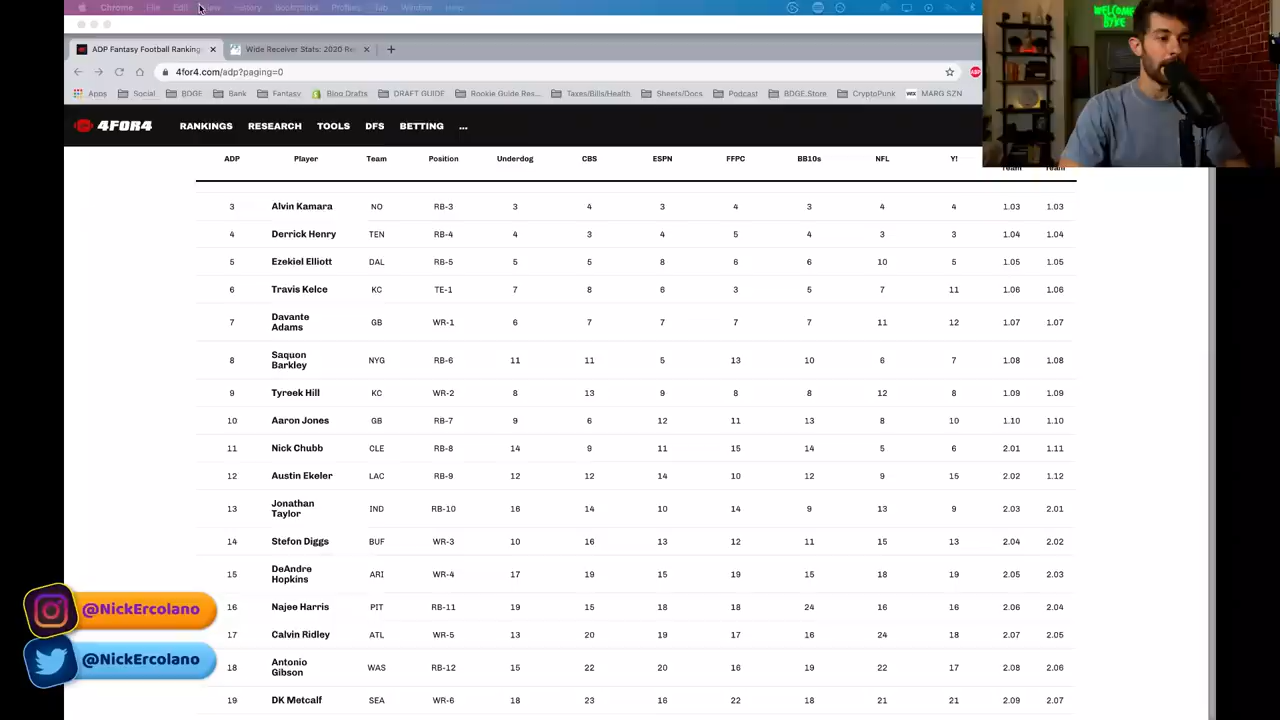 Chrome File Edit View History Bookmarks Profiles Tab Window Help
WELCOME
ADP Fantasy Football Ranking
Wide Receiver Stats: 2020 Re
4for4.com/adp?paging=0
ABP
Apps Social BDGE Bank Fantasy Blog Drafts DRAFT GUIDE Rookie Guide Res... Taxes/Bills/Health Sheets/Docs Podcast BDGE Store CryptoPunk MARG SZN
4FOR4 RANKINGS RESEARCH TOOLS DFS BETTING ...
ADP Player Team Position Underdog CBS ESPN FFPC BB10s NFL Y!
Team Team
3 Alvin Kamara NO RB-3 3 4 3 4 3 4 4 1.03 1.03
4 Derrick Henry TEN RB-4 4 3 4 5 4 3 3 1.04 1.04
5 Ezekiel Elliott DAL RB-5 5 5 8 6 6 10 5 1.05 1.05
6 Travis Kelce KC TE-1 7 8 6 3 5 7 11 1.06 1.06
7 Davante Adams GB WR-1 6 7 7 7 7 11 12 1.07 1.07
8 Saquon Barkley NYG RB-6 11 11 5 13 10 6 7 1.08 1.08
9 Tyreek Hill KC WR-2 8 13 9 8 8 12 8 1.09 1.09
10 Aaron Jones GB RB-7 9 6 12 11 13 8 10 1.10 1.10
11 Nick Chubb CLE RB-8 14 9 11 15 14 5 6 2.01 1.11
12 Austin Ekeler LAC RB-9 12 12 14 10 12 9 15 2.02 1.12
13 Jonathan Taylor IND RB-10 16 14 10 14 9 13 9 2.03 2.01
14 Stefon Diggs BUF WR-3 10 16 13 12 11 15 13 2.04 2.02
15 DeAndre Hopkins ARI WR-4 17 19 15 19 15 18 19 2.05 2.03
16 Najee Harris PIT RB-11 19 15 18 18 24 16 16 2.06 2.04
17 Calvin Ridley ATL WR-5 13 20 19 17 16 24 18 2.07 2.05
18 Antonio Gibson WAS RB-12 15 22 20 16 19 22 17 2.08 2.06
19 DK Metcalf SEA WR-6 18 23 16 22 18 21 21 2.09 2.07
@NickErcolano
@NickErcolano